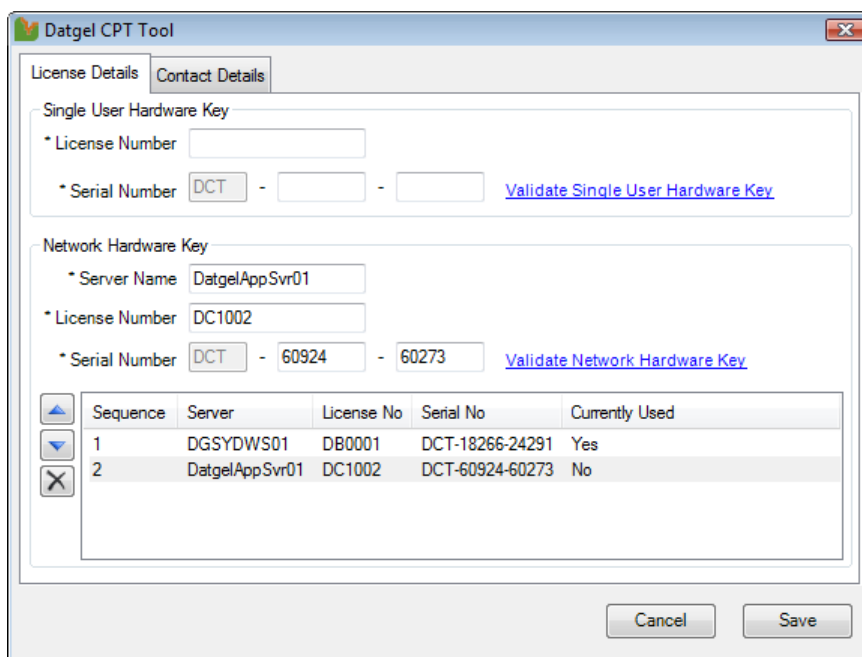 Datgel CPT Tool
License Details Contact Details
Single User Hardware Key
* License Number
* Serial Number DCT - - Validate Single User Hardware Key
Network Hardware Key
* Server Name DatgelAppSvr01
* License Number DC1002
* Serial Number DCT - 60924 - 60273 Validate Network Hardware Key
Sequence Server License No Serial No Currently Used
1 DGSYDWS01 DB0001 DCT-18266-24291 Yes
2 DatgelAppSvr01 DC1002 DCT-60924-60273 No
Cancel Save